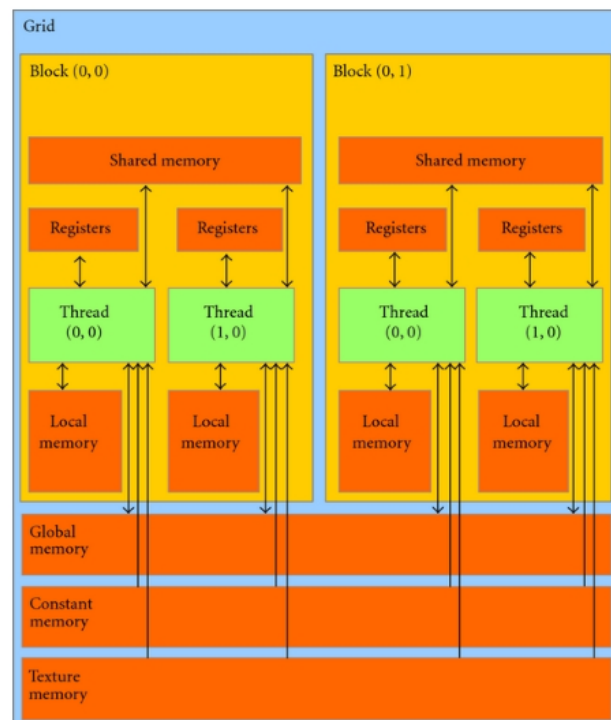 Grid
Block (0, 0)
Block (0, 1)
Shared memory
Shared memory
Registers
Registers
Registers
Registers
Thread
(0, 0)
Thread
(1, 0)
Thread
(0, 0)
Thread
(1, 0)
Local
memory
Local
memory
Local
memory
Local
memory
Global
memory
Constant
memory
Texture
memory